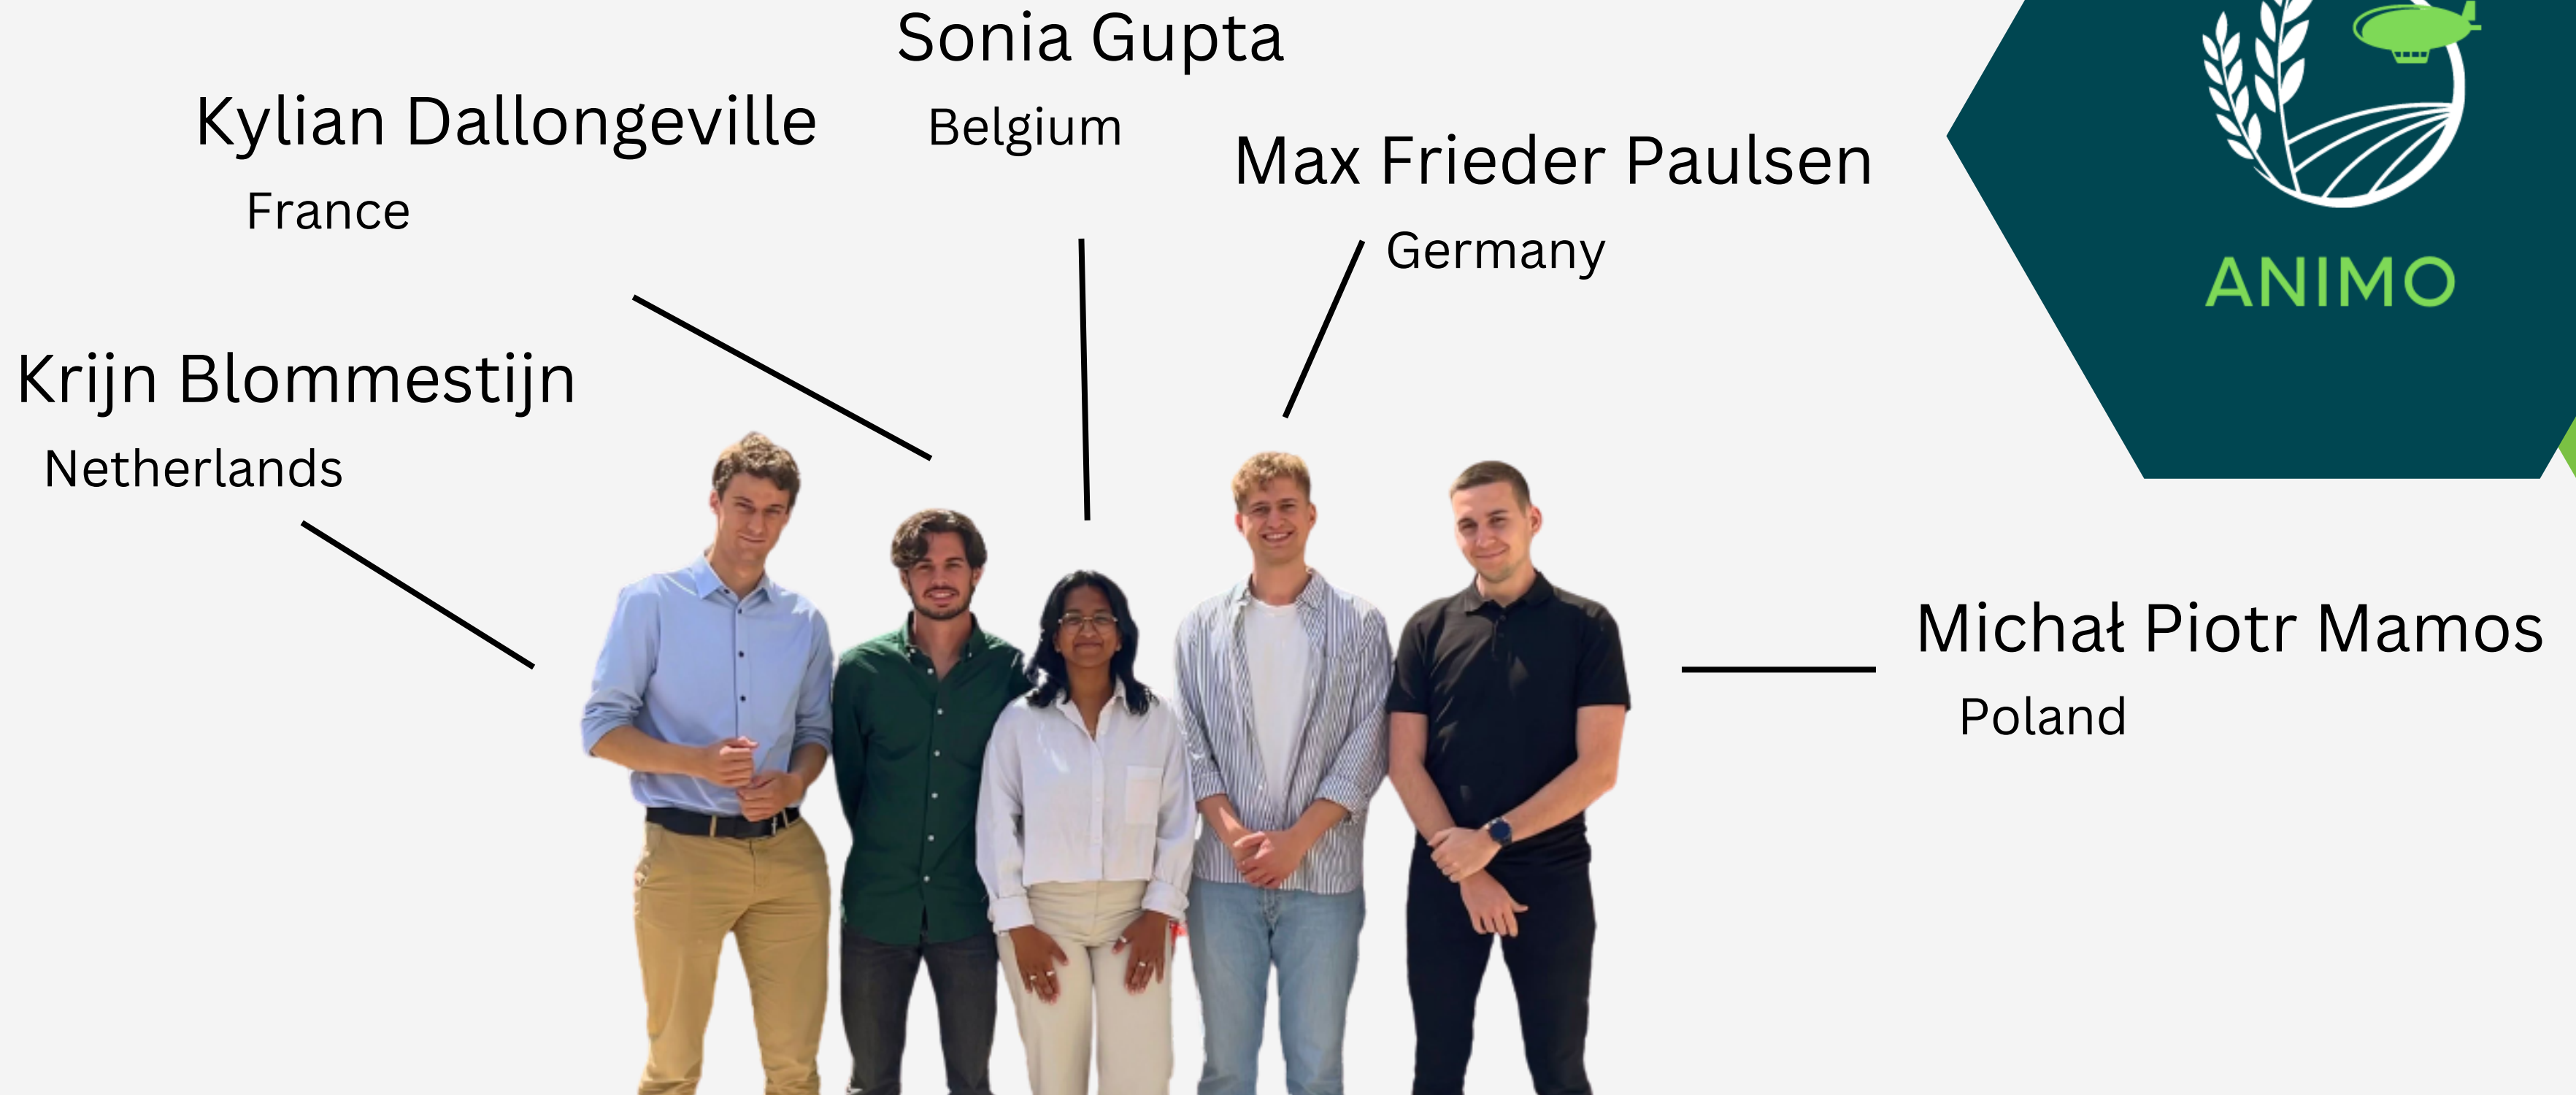 Sonia Gupta
Belgium
Kylian Dallongeville
France
Max Frieder Paulsen
Germany
Krijn Blommestijn
Netherlands
Michał Piotr Mamos
Poland
ANIMO